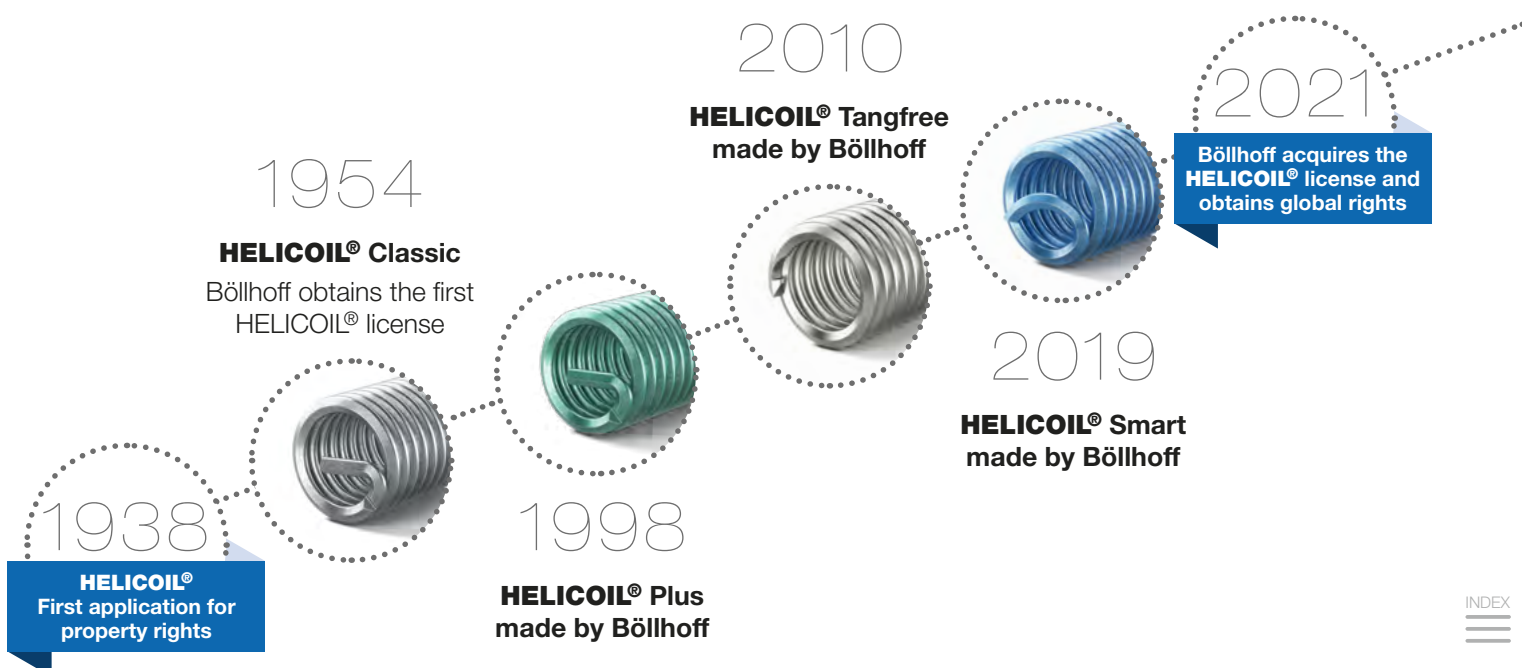 1938
HELICOIL®
First application for
property rights
1954
HELICOIL® Classic
Böllhoff obtains the first
HELICOIL® license
1998
HELICOIL® Plus
made by Böllhoff
2010
HELICOIL® Tangfree
made by Böllhoff
2019
HELICOIL® Smart
made by Böllhoff
2021
Böllhoff acquires the
HELICOIL® license and
obtains global rights
INDEX